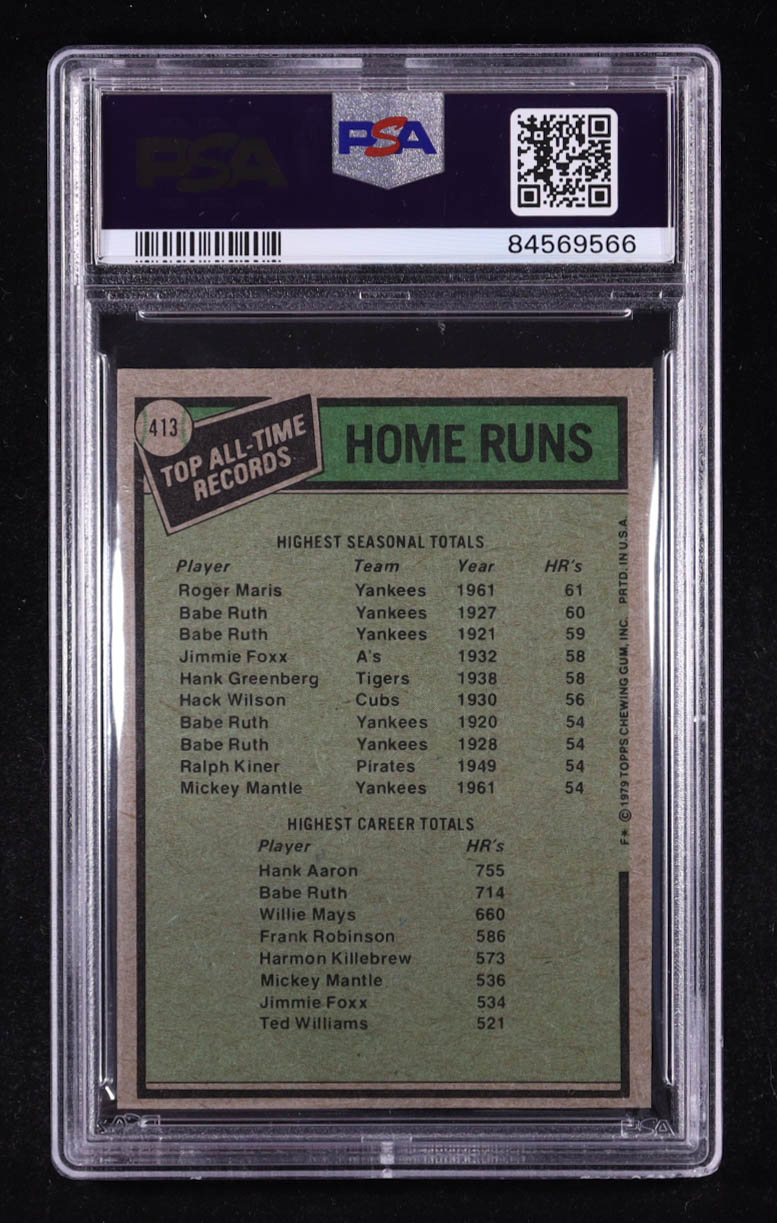 PSA
PSA
84569566
413
TOP ALL-TIME
RECORDS
HOME RUNS
HIGHEST SEASONAL TOTALS
Player Team Year HR's
Roger Maris Yankees 1961 61
Babe Ruth Yankees 1927 60
Babe Ruth Yankees 1921 59
Jimmie Foxx A's 1932 58
Hank Greenberg Tigers 1938 58
Hack Wilson Cubs 1930 56
Babe Ruth Yankees 1920 54
Babe Ruth Yankees 1928 54
Ralph Kiner Pirates 1949 54
Mickey Mantle Yankees 1961 54
HIGHEST CAREER TOTALS
Player HR's
Hank Aaron 755
Babe Ruth 714
Willie Mays 660
Frank Robinson 586
Harmon Killebrew 573
Mickey Mantle 536
Jimmie Foxx 534
Ted Williams 521
F* © 1979 TOPPS CHEWING GUM, INC. PRTD. IN U.S.A.
PSA
PSA